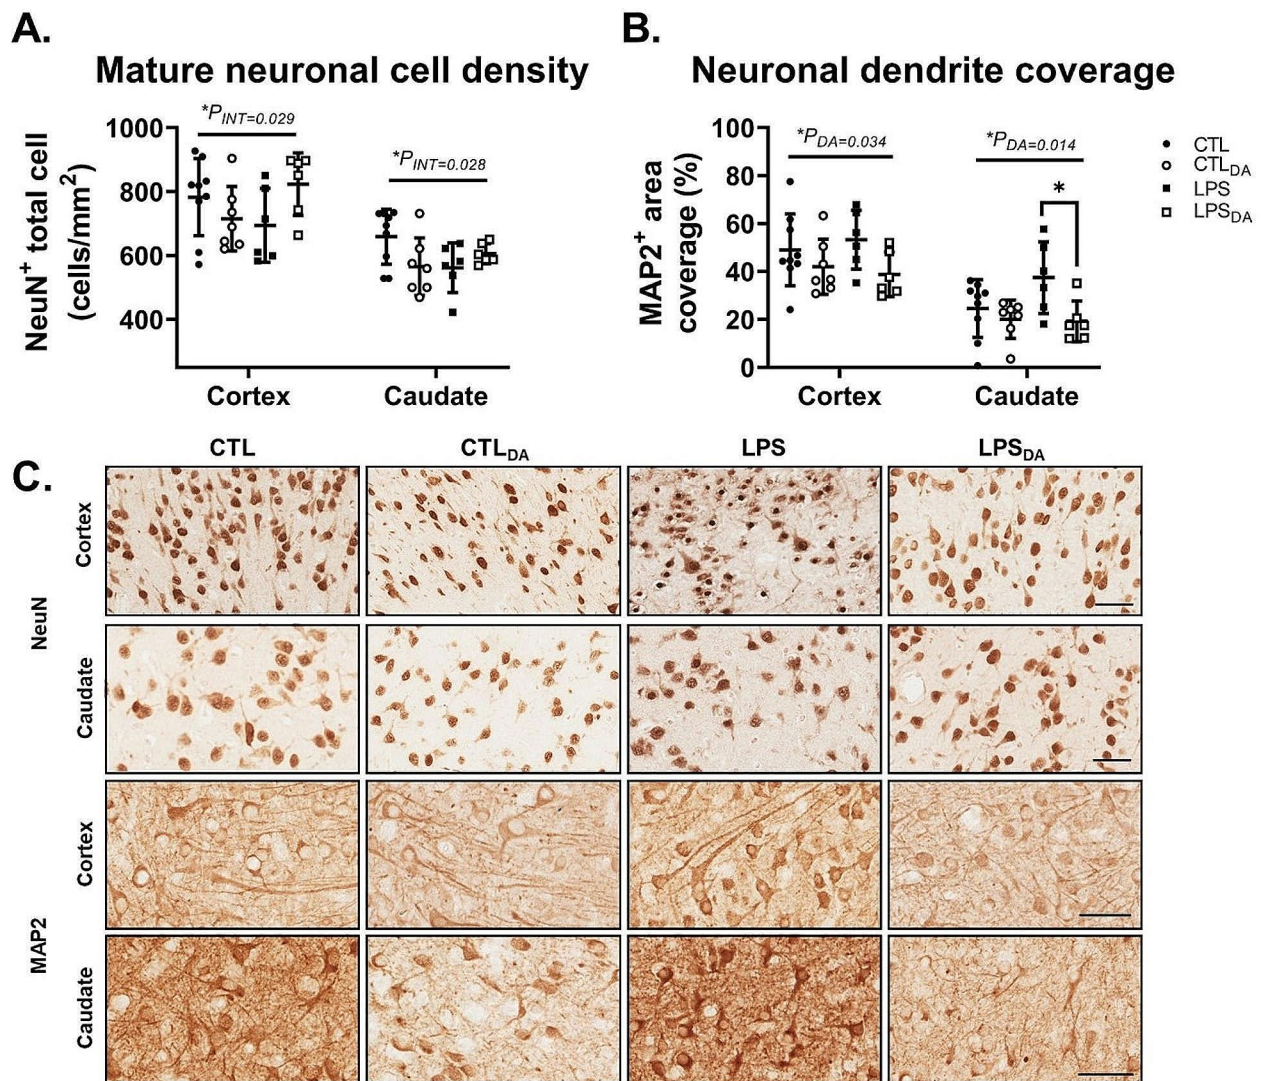 A.
Mature neuronal cell density
NeuN+ total cell
(cells/mm2)
1000
800
600
400
*PINT=0.029
*PINT=0.028
Cortex
Caudate
B.
Neuronal dendrite coverage
MAP2+ area
coverage (%)
100
80
60
40
20
0
*PDA=0.034
*PDA=0.014
*
Cortex
Caudate
CTL
CTLDA
LPS
LPSDA
C.
CTL
CTLDA
LPS
LPSDA
NeuN
Cortex
Caudate
MAP2
Cortex
Caudate